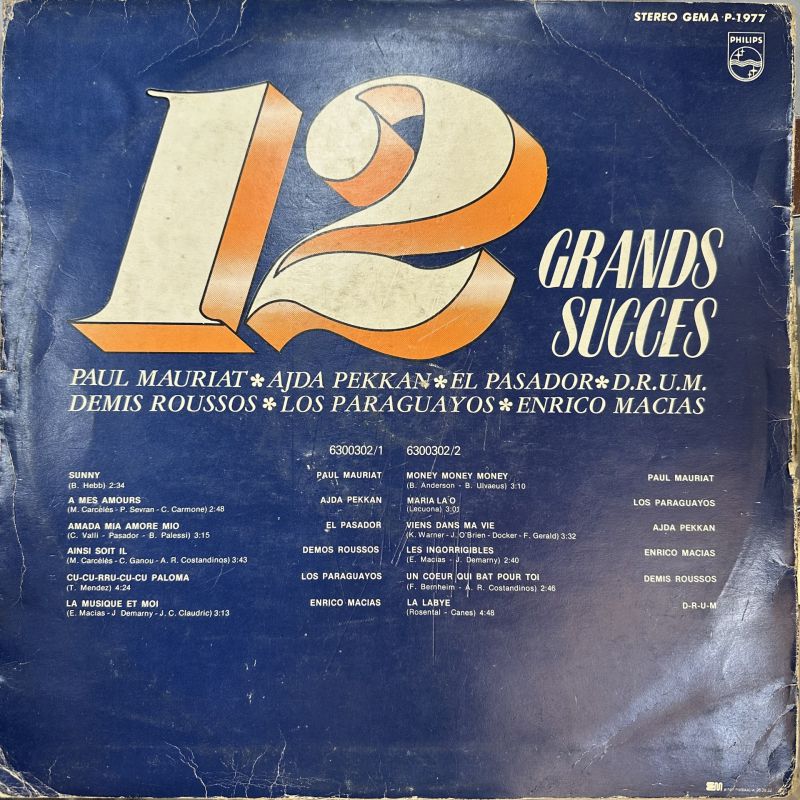 STEREO GEMA P-1977
PHILIPS
12
GRANDS
SUCCES
PAUL MAURIAT * AJDA PEKKAN * EL PASADOR * D.R.U.M.
DEMIS ROUSSOS * LOS PARAGUAYOS * ENRICO MACIAS
6300302/1
SUNNY PAUL MAURIAT
(B. Hebb) 2:34
A MES AMOURS AJDA PEKKAN
(M. Carcélès - P. Sevran - C. Carmone) 2:48
AMADA MIA AMORE MIO EL PASADOR
(C. Valli - Pasador - B. Palessi) 3:15
AINSI SOIT IL DEMOS ROUSSOS
(M. Carcélès - C. Ganou - A. R. Costandinos) 3:43
CU-CU-RRU-CU-CU PALOMA LOS PARAGUAYOS
(T. Mendez) 4:24
LA MUSIQUE ET MOI ENRICO MACIAS
(E. Macias - J Demarny - J. C. Claudric) 3:13
6300302/2
MONEY MONEY MONEY PAUL MAURIAT
(B. Anderson - B. Ulvaeus) 3:10
MARIA LA O LOS PARAGUAYOS
(Lecuona) 3:01
VIENS DANS MA VIE AJDA PEKKAN
(K. Warner - J. O'Brien - Docker - F. Gerald) 3:32
LES INGORRIGIBLES ENRICO MACIAS
(E. Macias - J. Demarny) 2:40
UN COEUR QUI BAT POUR TOI DEMIS ROUSSOS
(F. Bernheim - A. R. Costandinos) 2:46
LA LABYE D-R-U-M
(Rosental - Canes) 4:48